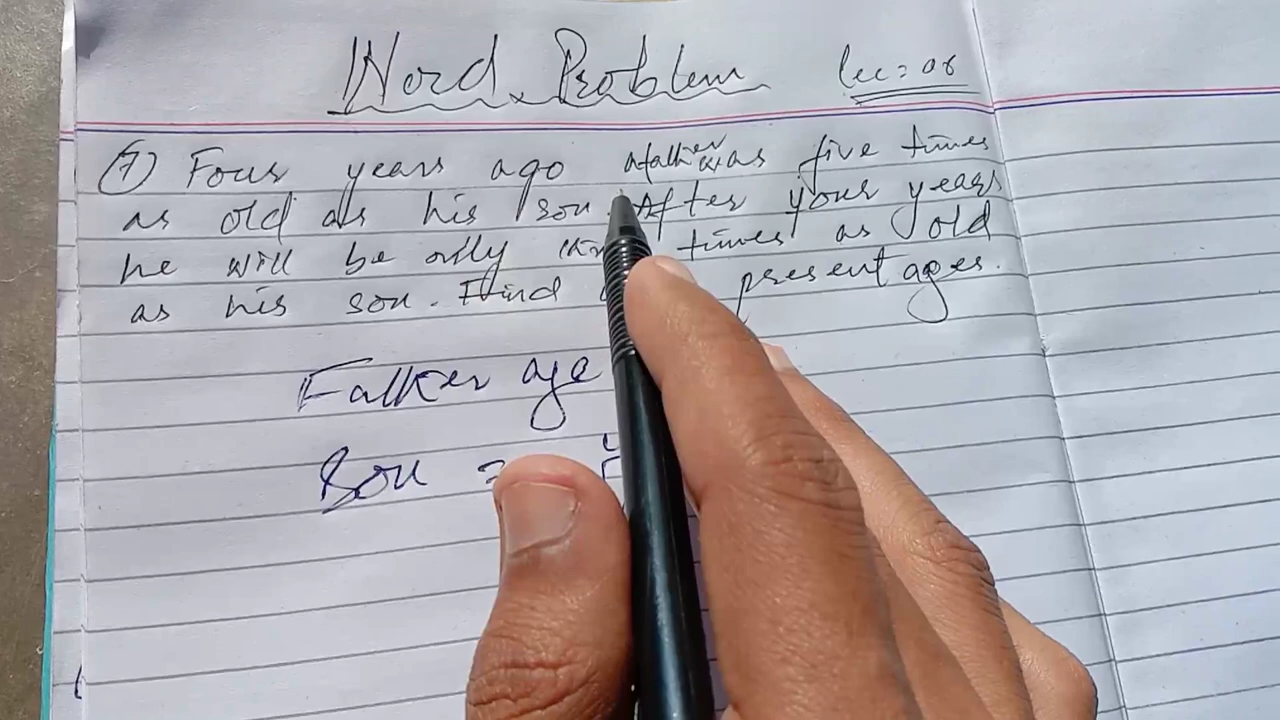 Word Problem lec = 06
(7) Four years ago a father was five times
as old as his son. After your years
he will be only times as old
as his son. Find present ages.
Father age
Son =